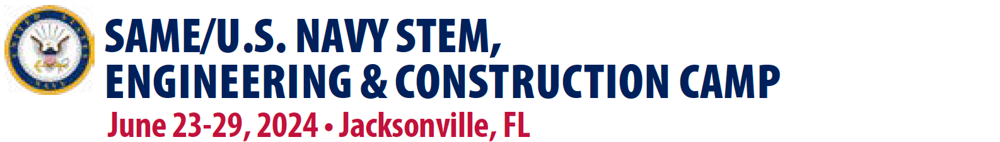 SAME/U.S. NAVY STEM,
ENGINEERING & CONSTRUCTION CAMP
June 23-29, 2024 • Jacksonville, FL